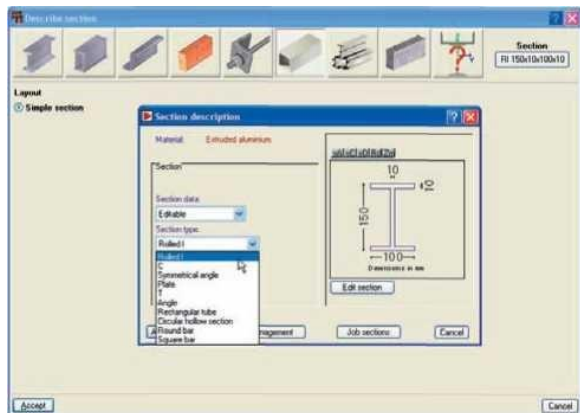 Describe section
Section
RI 150x10x100x10
Layout
Simple section
Section description
Material:
Extruded aluminium
Section
Section data:
Editable
Section type:
Rolled I
Rolled I
C
Symmetrical angle
Plate
T
Angle
Rectangular tube
Circular hollow section
Round bar
Square bar
10
10
150
100
Dimensions in mm
Edit section
Job sections
Cancel
Accept
Cancel